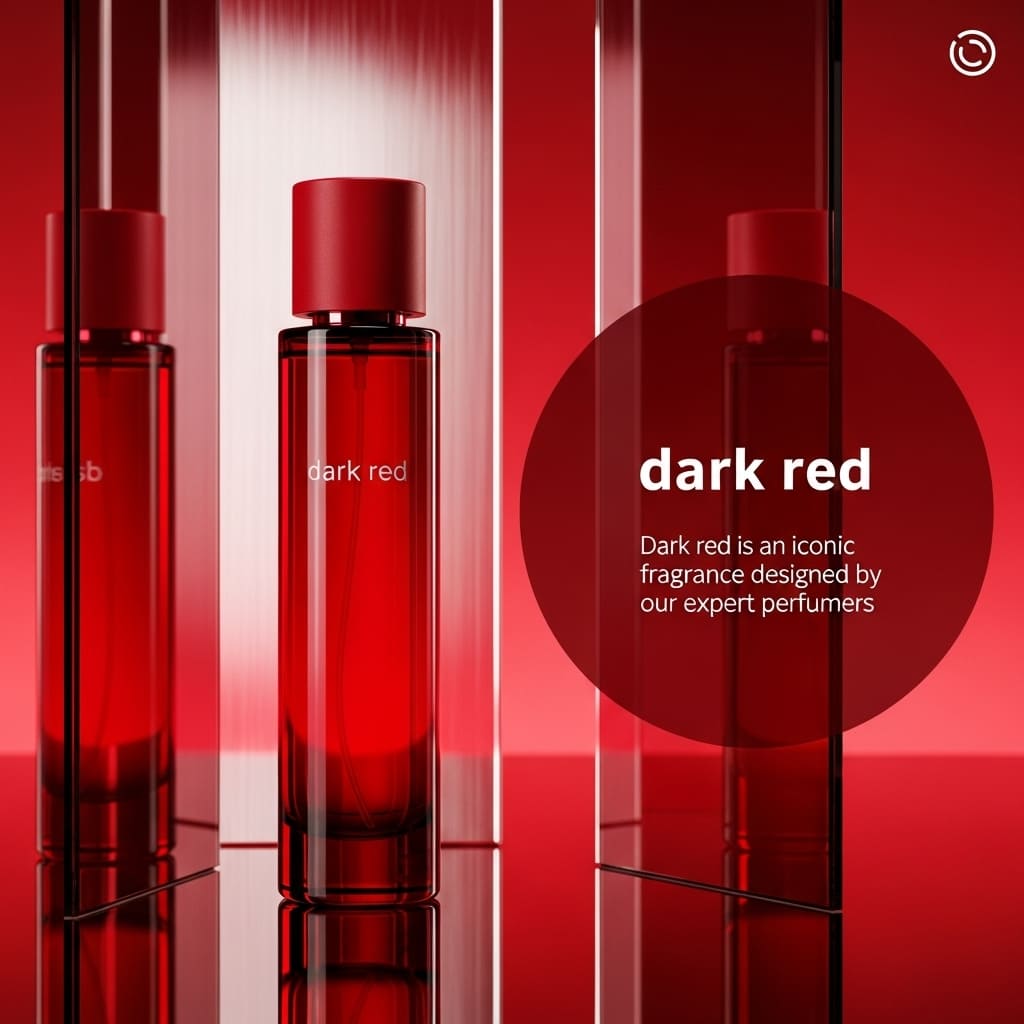 dark red
dark red
Dark red is an iconic
fragrance designed by
our expert perfumers